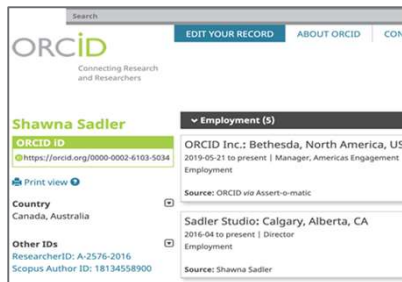 Search
ORCID
Connecting Research
and Researchers
EDIT YOUR RECORD
ABOUT ORCID
Shawna Sadler
ORCID iD
https://orcid.org/0000-0002-6103-5034
Print view
Country
Canada, Australia
Other IDs
ResearcherID: A-2576-2016
Scopus Author ID: 18134558900
Employment (5)
ORCID Inc.: Bethesda, North America, US
2019-05-21 to present | Manager, Americas Engagement
Employment
Source: ORCID via Assert-o-matic
Sadler Studio: Calgary, Alberta, CA
2016-04 to present | Director
Employment
Source: Shawna Sadler